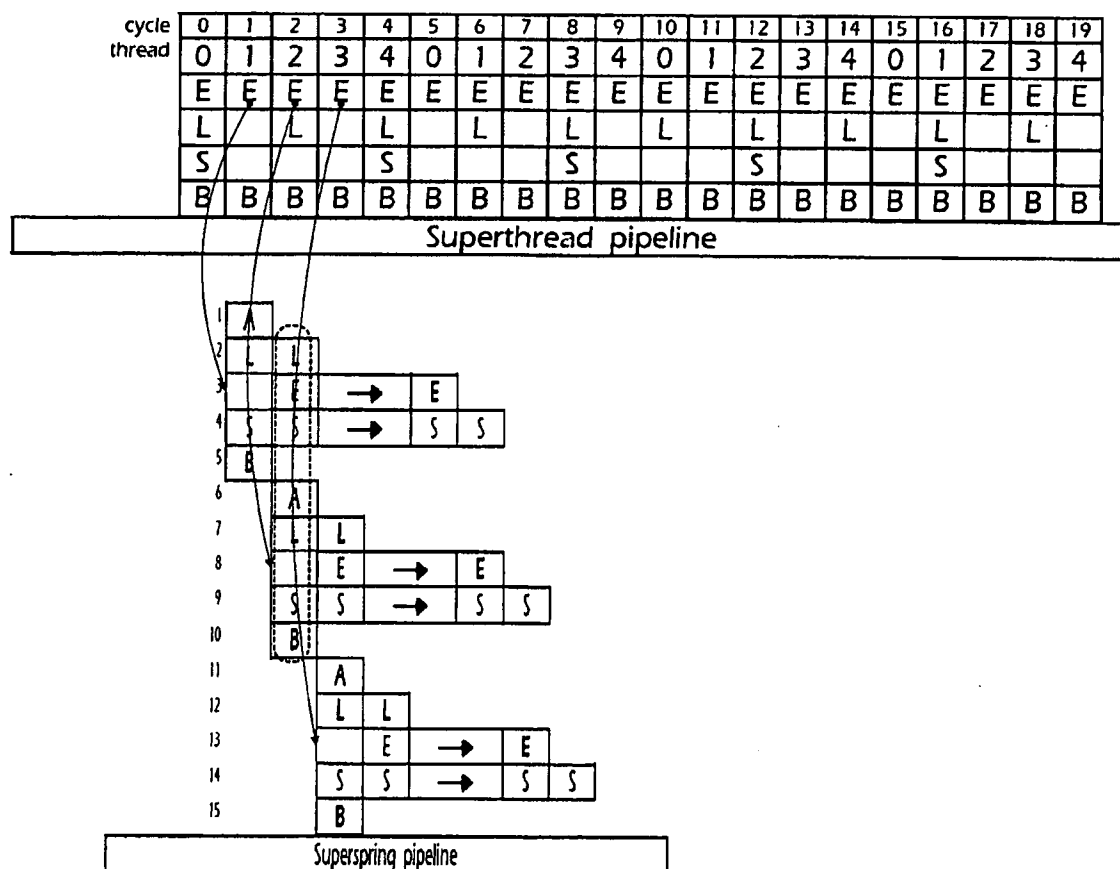 cycle 0 1 2 3 4 5 6 7 8 9 10 11 12 13 14 15 16 17 18 19
thread 0 1 2 3 4 0 1 2 3 4 0 1 2 3 4 0 1 2 3 4
E E E E E E E E E E E E E E E E E E E E
L L L L L L L L L L
S S S S S
B B B B B B B B B B B B B B B B B B B B
Superthread pipeline
1 A
2 L L
3 E → E
4 S S → S S
5 B
6 A
7 L L
8 E → E
9 S S → S S
10 B
11 A
12 L L
13 E → E
14 S S → S S
15 B
Superspring pipeline